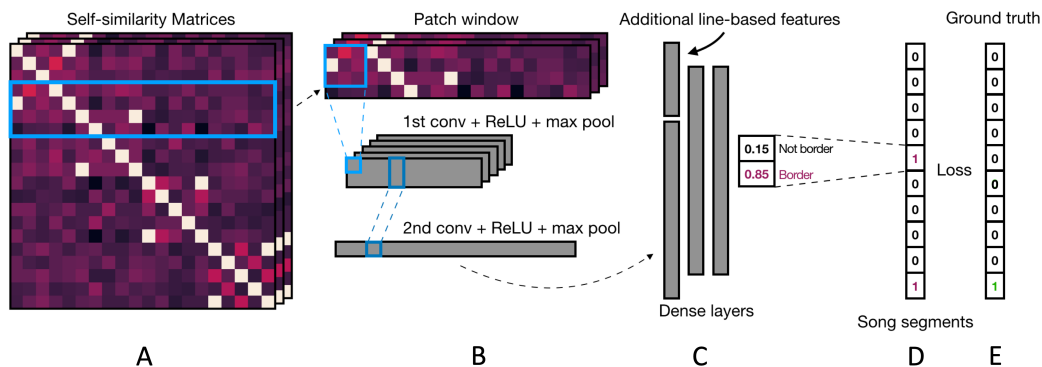 Self-similarity Matrices
Patch window
Additional line-based features
Ground truth
1st conv + ReLU + max pool
2nd conv + ReLU + max pool
0.15 Not border
0.85 Border
Dense layers
0
0
0
0
1
0
0
0
0
1
Loss
0
0
0
0
0
0
0
0
0
1
Song segments
A
B
C
D
E